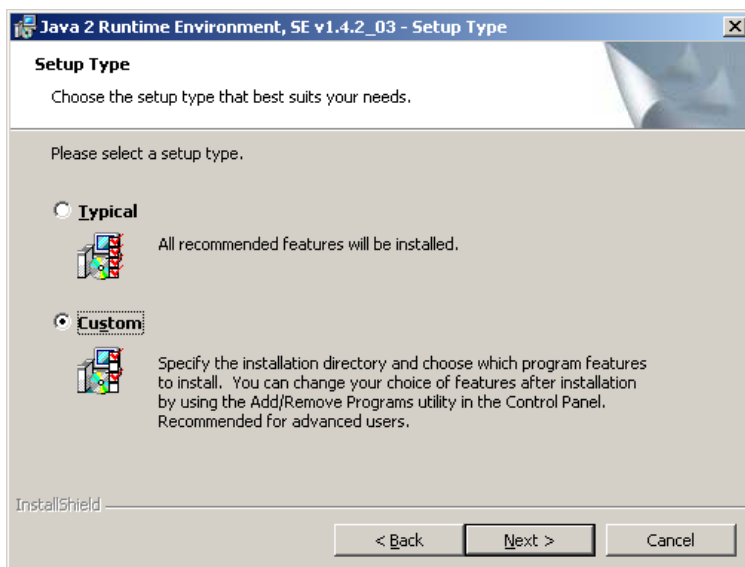 Java 2 Runtime Environment, SE v1.4.2_03 - Setup Type
Setup Type
Choose the setup type that best suits your needs.
Please select a setup type.
Typical
All recommended features will be installed.
Custom
Specify the installation directory and choose which program features
to install. You can change your choice of features after installation
by using the Add/Remove Programs utility in the Control Panel.
Recommended for advanced users.
InstallShield
< Back
Next >
Cancel